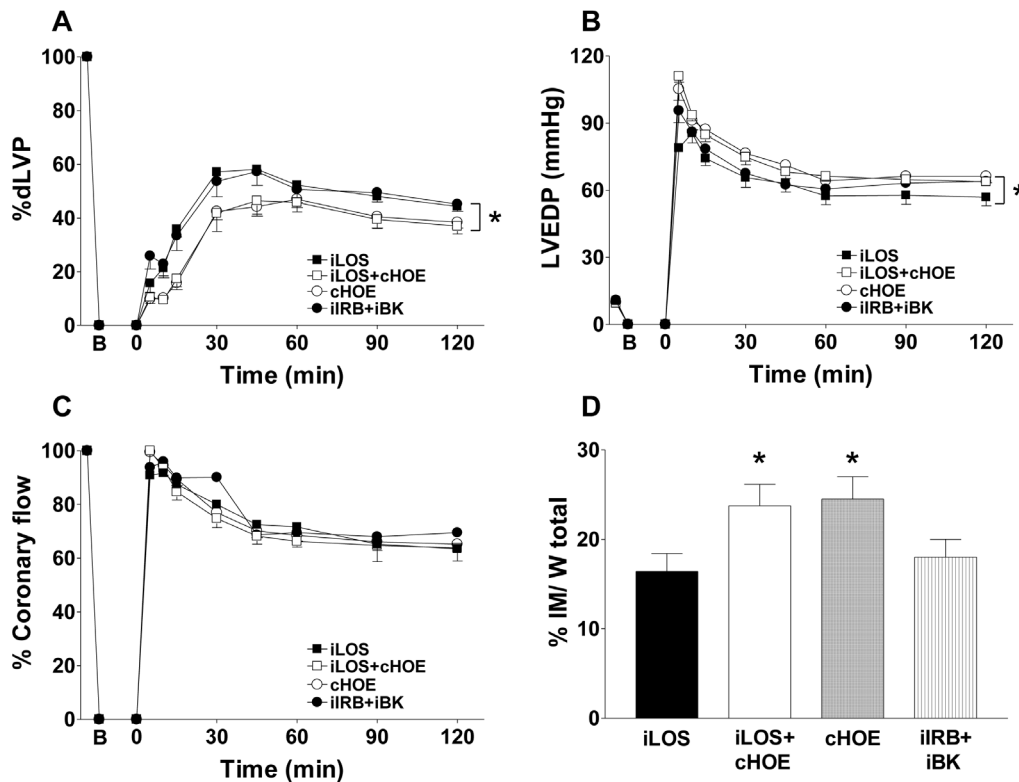 A
100
80
60
40
20
0
%dLVP
B
0
30
60
90
120
Time (min)
iLOS
iLOS+cHOE
cHOE
iIRB+iBK
*
B
120
90
60
30
0
LVEDP (mmHg)
B
0
30
60
90
120
Time (min)
iLOS
iLOS+cHOE
cHOE
iIRB+iBK
*
C
100
80
60
40
20
0
% Coronary flow
B
0
30
60
90
120
Time (min)
iLOS
iLOS+cHOE
cHOE
iIRB+iBK
D
30
20
10
0
% IM/ W total
*
*
iLOS
iLOS+
cHOE
cHOE
iIRB+
iBK